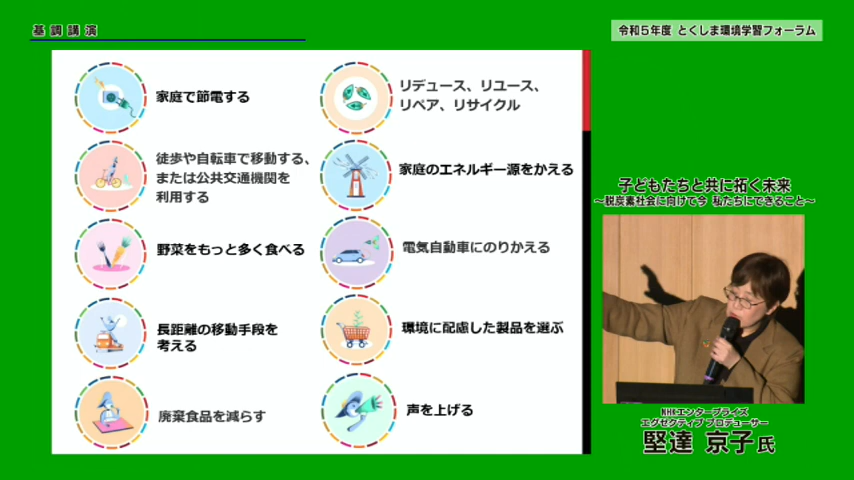 基調講演
令和5年度 とくしま環境学習フォーラム
家庭で節電する
徒歩や自転車で移動する、
または公共交通機関を
利用する
野菜をもっと多く食べる
長距離の移動手段を
考える
廃棄食品を減らす
リデュース、リユース、
リペア、リサイクル
家庭のエネルギー源をかえる
電気自動車にのりかえる
環境に配慮した製品を選ぶ
声を上げる
子どもたちと共に拓く未来
～脱炭素社会に向けて今 私たちにできること～
NHKエンタープライズ
エグゼクティブ プロデューサー
堅達 京子 氏